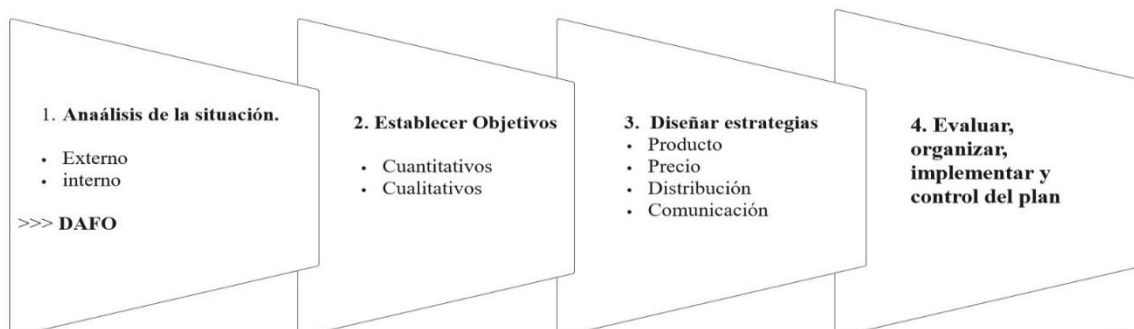 1. Anaálisis de la situación.
• Externo
• interno
>>> DAFO
2. Establecer Objetivos
• Cuantitativos
• Cualitativos
3. Diseñar estrategias
• Producto
• Precio
• Distribución
• Comunicación
4. Evaluar,
organizar,
implementar y
control del plan